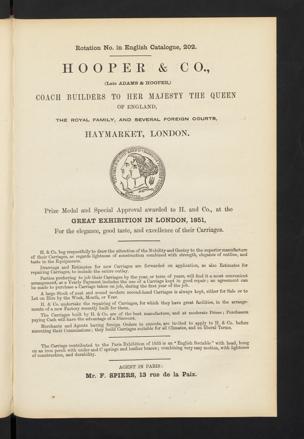 Rotation No. in English Catalogue, 202.
HOOPER & CO.,
(Late ADAMS & HOOPER,)
COACH BUILDERS TO HER MAJESTY THE QUEEN
OF ENGLAND,
THE ROYAL FAMILY, AND SEVERAL FOREIGN COURTS,
HAYMARKET, LONDON.
Prize Medal and Special Approval awarded to H. and Co., at the
GREAT EXHIBITION IN LONDON, 1851,
For the elegance, good taste, and excellence of their Carriages.
H. & Co. beg respectfully to draw the attention of the Nobility and Gentry to the superior manufacture
of their Carriages, as regards lightness of construction combined with strength, elegance of outline, and
taste in the Equipments.
Drawings and Estimates for new Carriages are forwarded on application, as also Estimates for
repairing Carriages, to include the entire outlay.
Parties preferring to job their Carriages by the year, or term of years, will find it a most convenient
arrangement, as a Yearly Payment includes the use of a Carriage kept in good repair; an agreement can
be made to purchase a Carriage taken on job, during the first year of the job.
A large Stock of new and sound modern second-hand Carriages is always kept, either for Sale or to
Let on Hire by the Week, Month, or Year.
H. & Co. undertake the repairing of Carriages, for which they have great facilities, in the arrange-
ments of a new Factory recently built for them.
The Carriages built by H. & Co. are of the best manufacture, and at moderate Prices; Purchasers
paying Cash will have the advantage of a Discount.
Merchants and Agents having Foreign Orders to execute, are invited to apply to H. & Co. before
executing their Commissions; they build Carriages suitable for all Climates, and on liberal Terms.
The Carriage contributed to the Paris Exhibition of 1855 is an "English Sociable" with head, hung
on an iron perch with under and C springs and leather braces; combining very easy motion, with lightness
of construction, and durability.
AGENT IN PARIS:
Mr. F. SPIERS, 13 rue de la Paix.